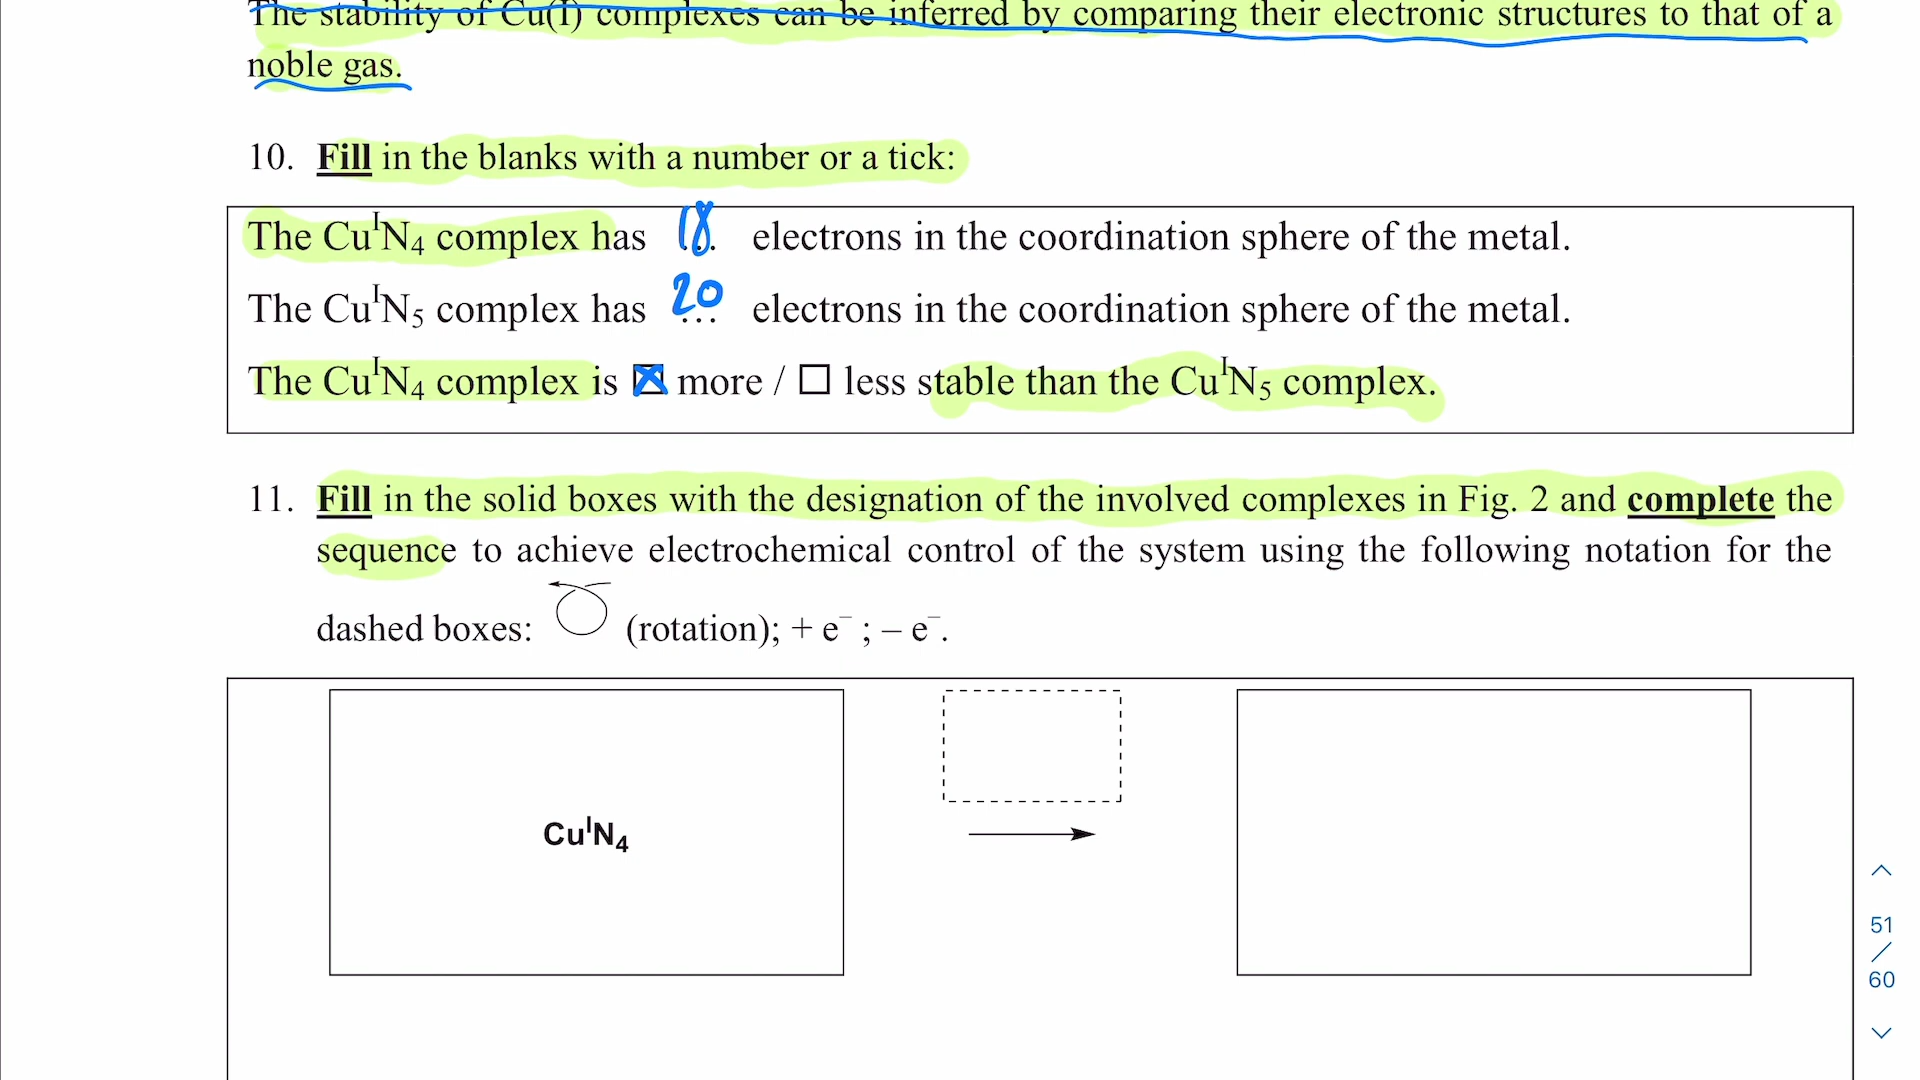 The stability of Cu(I) complexes can be inferred by comparing their electronic structures to that of a
noble gas.
10. Fill in the blanks with a number or a tick:
The CuᴵN₄ complex has 18 electrons in the coordination sphere of the metal.
The CuᴵN₅ complex has 20 electrons in the coordination sphere of the metal.
The CuᴵN₄ complex is ☒ more / ☐ less stable than the CuᴵN₅ complex.
11. Fill in the solid boxes with the designation of the involved complexes in Fig. 2 and complete the
sequence to achieve electrochemical control of the system using the following notation for the
dashed boxes: (rotation); + e⁻ ; – e⁻.
CuᴵN₄
51
/
60